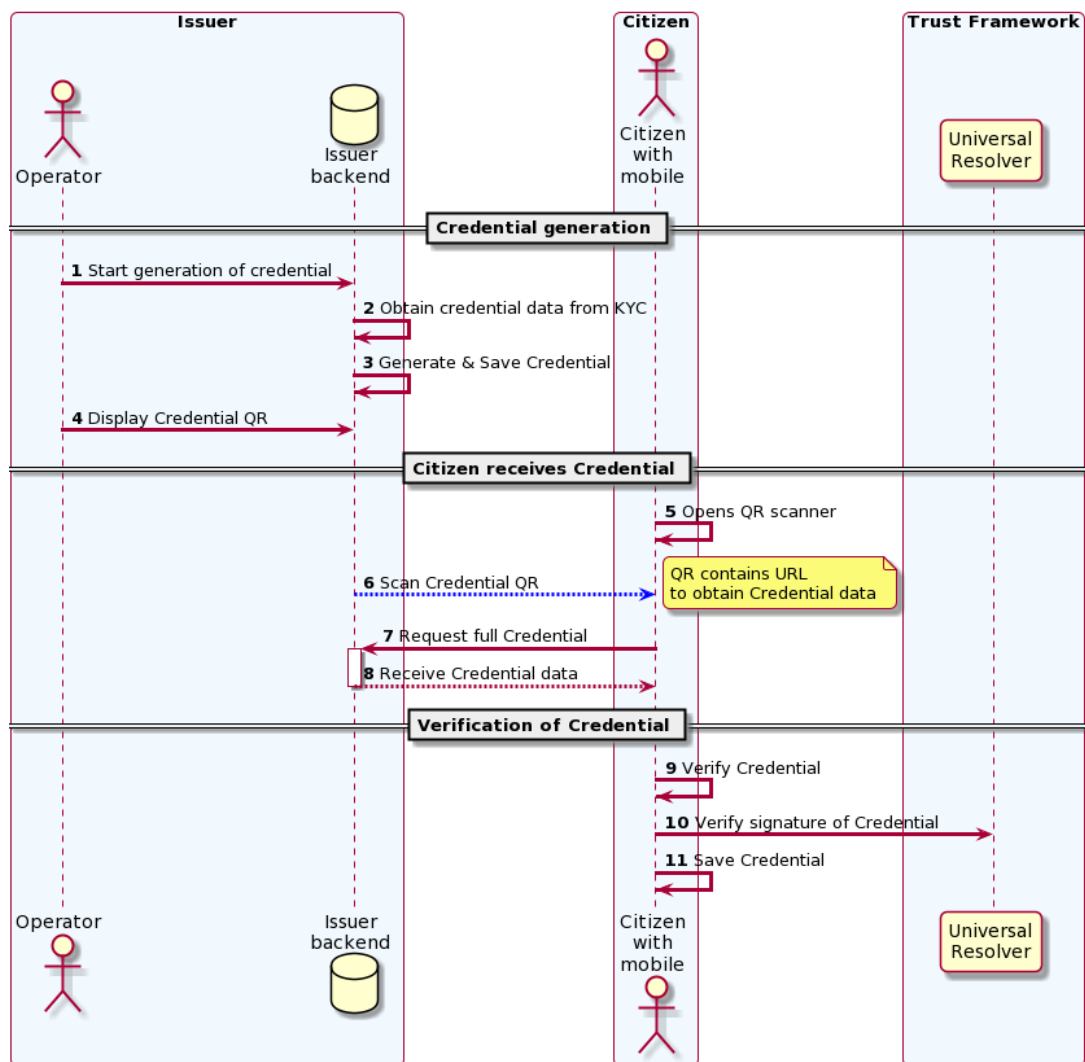 Issuer
Citizen
Trust Framework
Operator
Issuer
backend
Citizen
with
mobile
Universal
Resolver
Credential generation
1 Start generation of credential
2 Obtain credential data from KYC
3 Generate & Save Credential
4 Display Credential QR
Citizen receives Credential
5 Opens QR scanner
6 Scan Credential QR
QR contains URL
to obtain Credential data
7 Request full Credential
8 Receive Credential data
Verification of Credential
9 Verify Credential
10 Verify signature of Credential
11 Save Credential
Operator
Issuer
backend
Citizen
with
mobile
Universal
Resolver